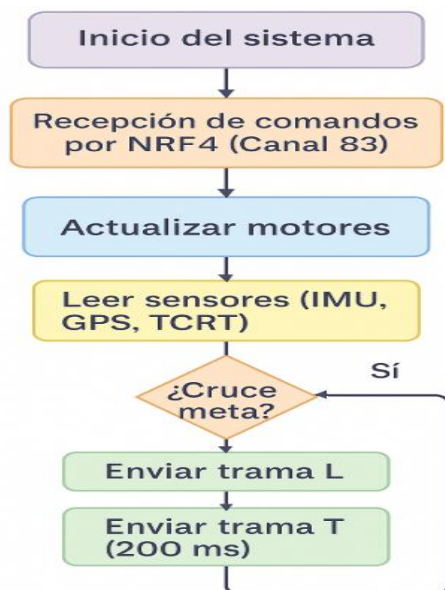 Inicio del sistema
Recepción de comandos
por NRF4 (Canal 83)
Actualizar motores
Leer sensores (IMU,
GPS, TCRT)
¿Cruce
meta?
Sí
Enviar trama L
Enviar trama T
(200 ms)